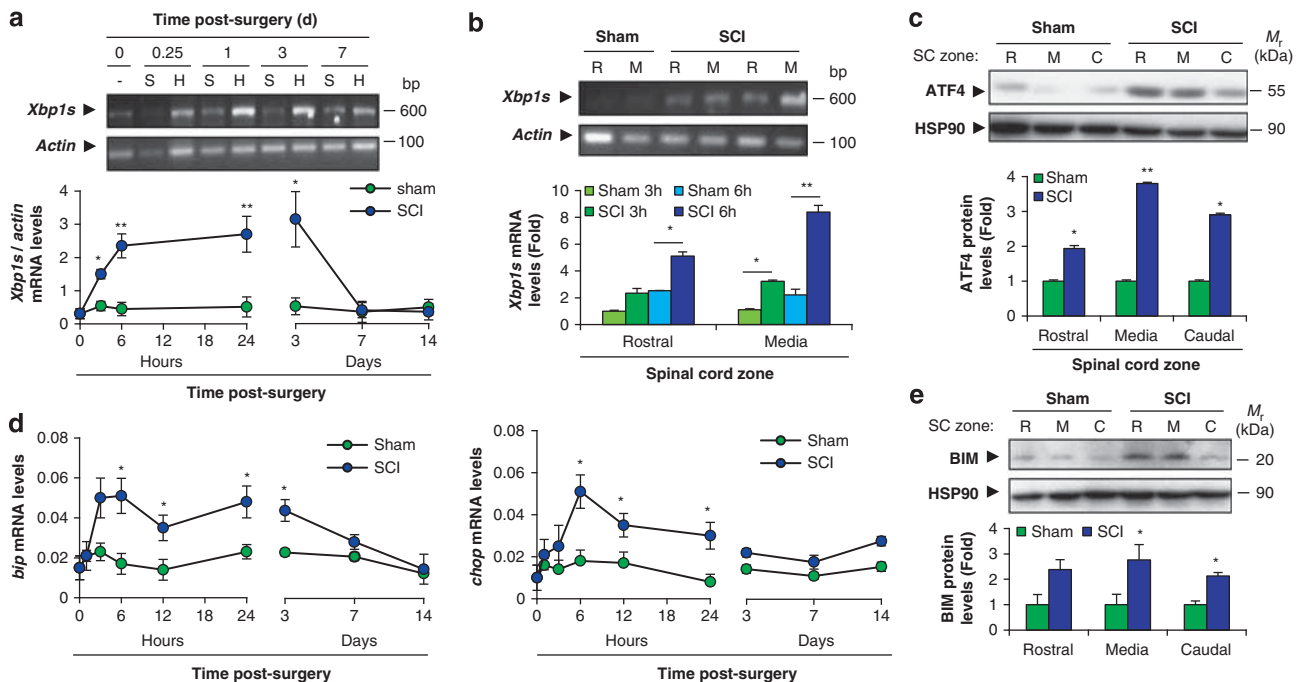 a
Time post-surgery (d)
0 0.25 1 3 7
- S H S H S H S H bp
Xbp1s 600
Actin 100
Xbp1s / actin
mRNA levels
4
3
2
1
0
* ** ** *
sham
SCI
0 6 12 18 24 3 7 14
Hours Days
Time post-surgery
b
Sham SCI
R M R M R M bp
Xbp1s 600
Actin 100
Xbp1s mRNA
levels (Fold)
10
8
6
4
2
0
Sham 3h Sham 6h
SCI 3h SCI 6h
* * **
Rostral Media
Spinal cord zone
c
Sham SCI Mr
(kDa)
SC zone: R M C R M C
ATF4 55
HSP90 90
ATF4 protein
levels (Fold)
4
3
2
1
0
Sham
SCI
* ** *
Rostral Media Caudal
Spinal cord zone
d
bip mRNA levels
0.08
0.06
0.04
0.02
0
Sham
SCI
* * * *
0 6 12 24 3 7 14
Hours Days
Time post-surgery
chop mRNA levels
0.08
0.06
0.04
0.02
0
Sham
SCI
* * *
0 6 12 24 3 7 14
Hours Days
Time post-surgery
e
Sham SCI Mr
(kDa)
SC zone: R M C R M C
BIM 20
HSP90 90
BIM protein
levels (Fold)
4
3
2
1
0
Sham SCI
* *
Rostral Media Caudal